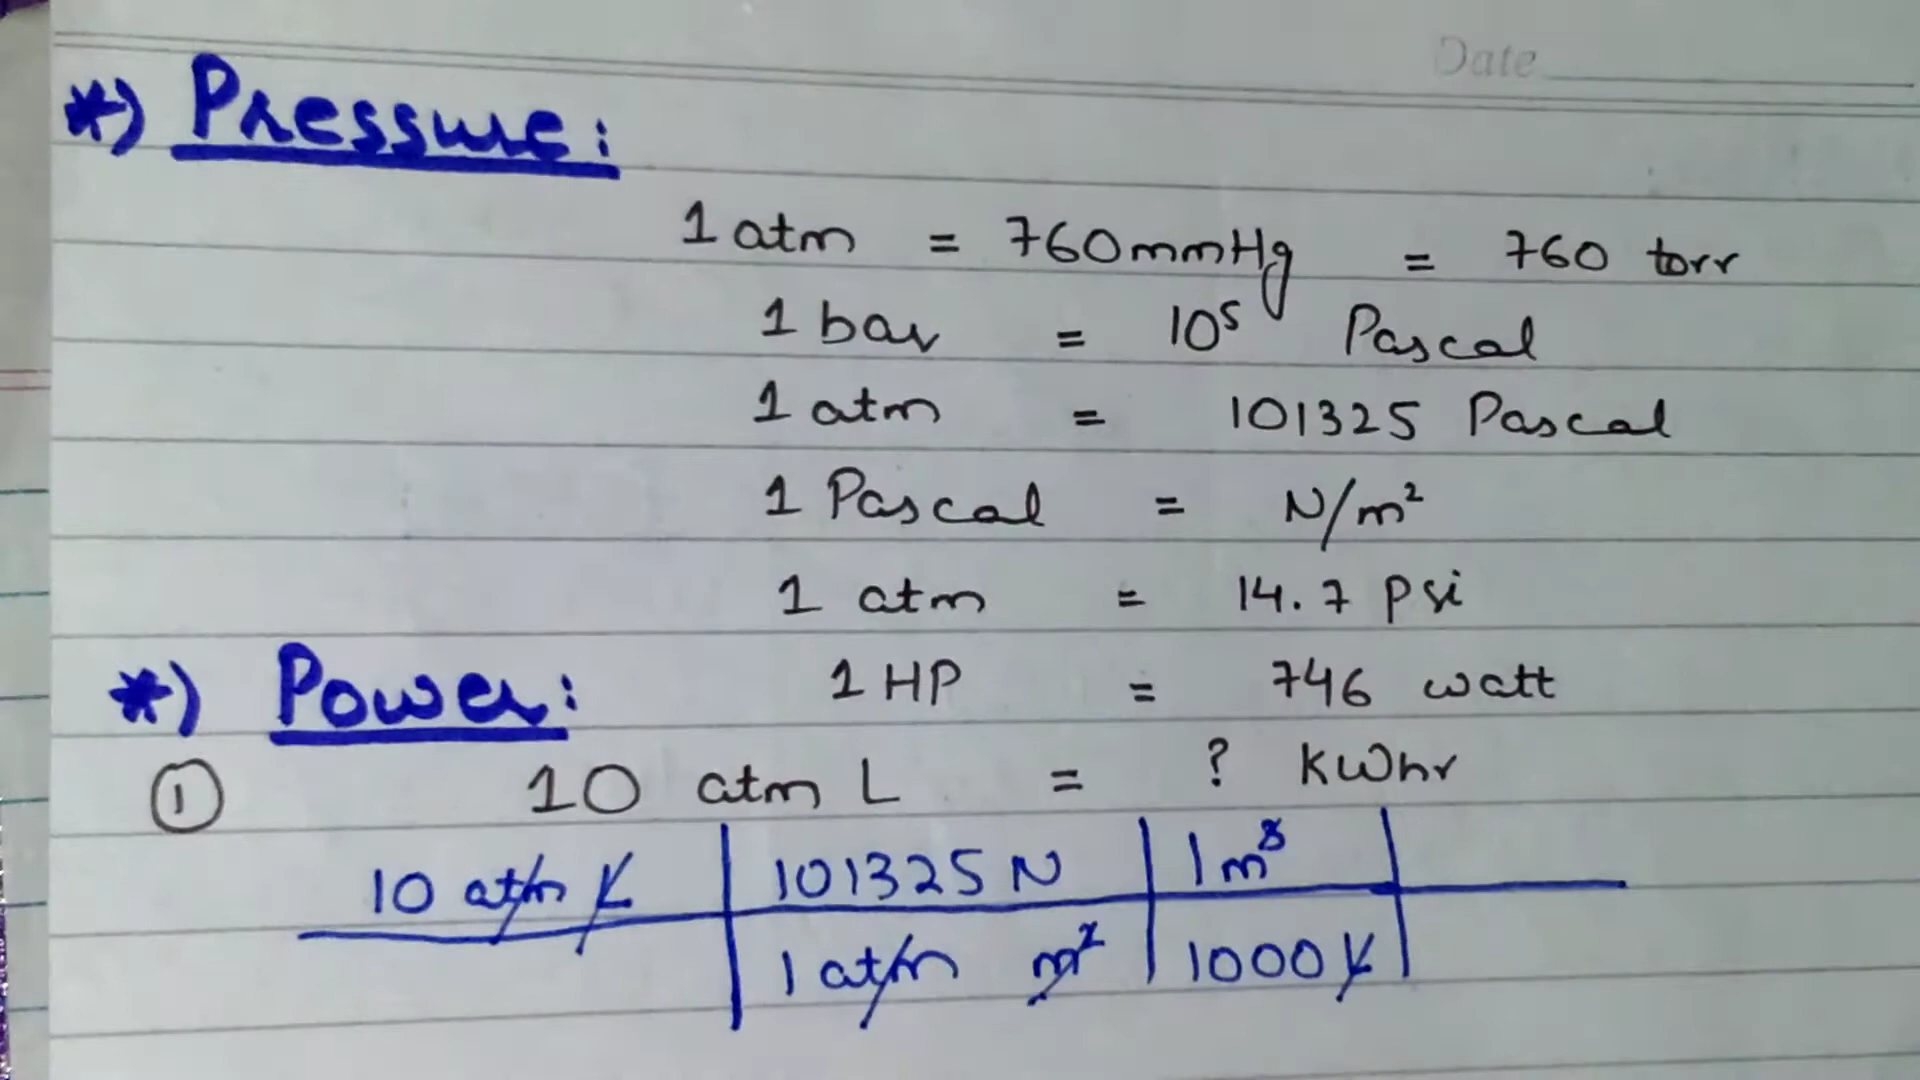 Date
*) Pressure:
1 atm = 760mmHg = 760 torr
1 bar = 10⁵ Pascal
1 atm = 101325 Pascal
1 Pascal = N/m²
1 atm = 14.7 psi
*) Power: 1 HP = 746 watt
① 10 atm L = ? KWhr
10 atm L | 101325 N | 1 m³ |
1 atm m² | 1000 L |